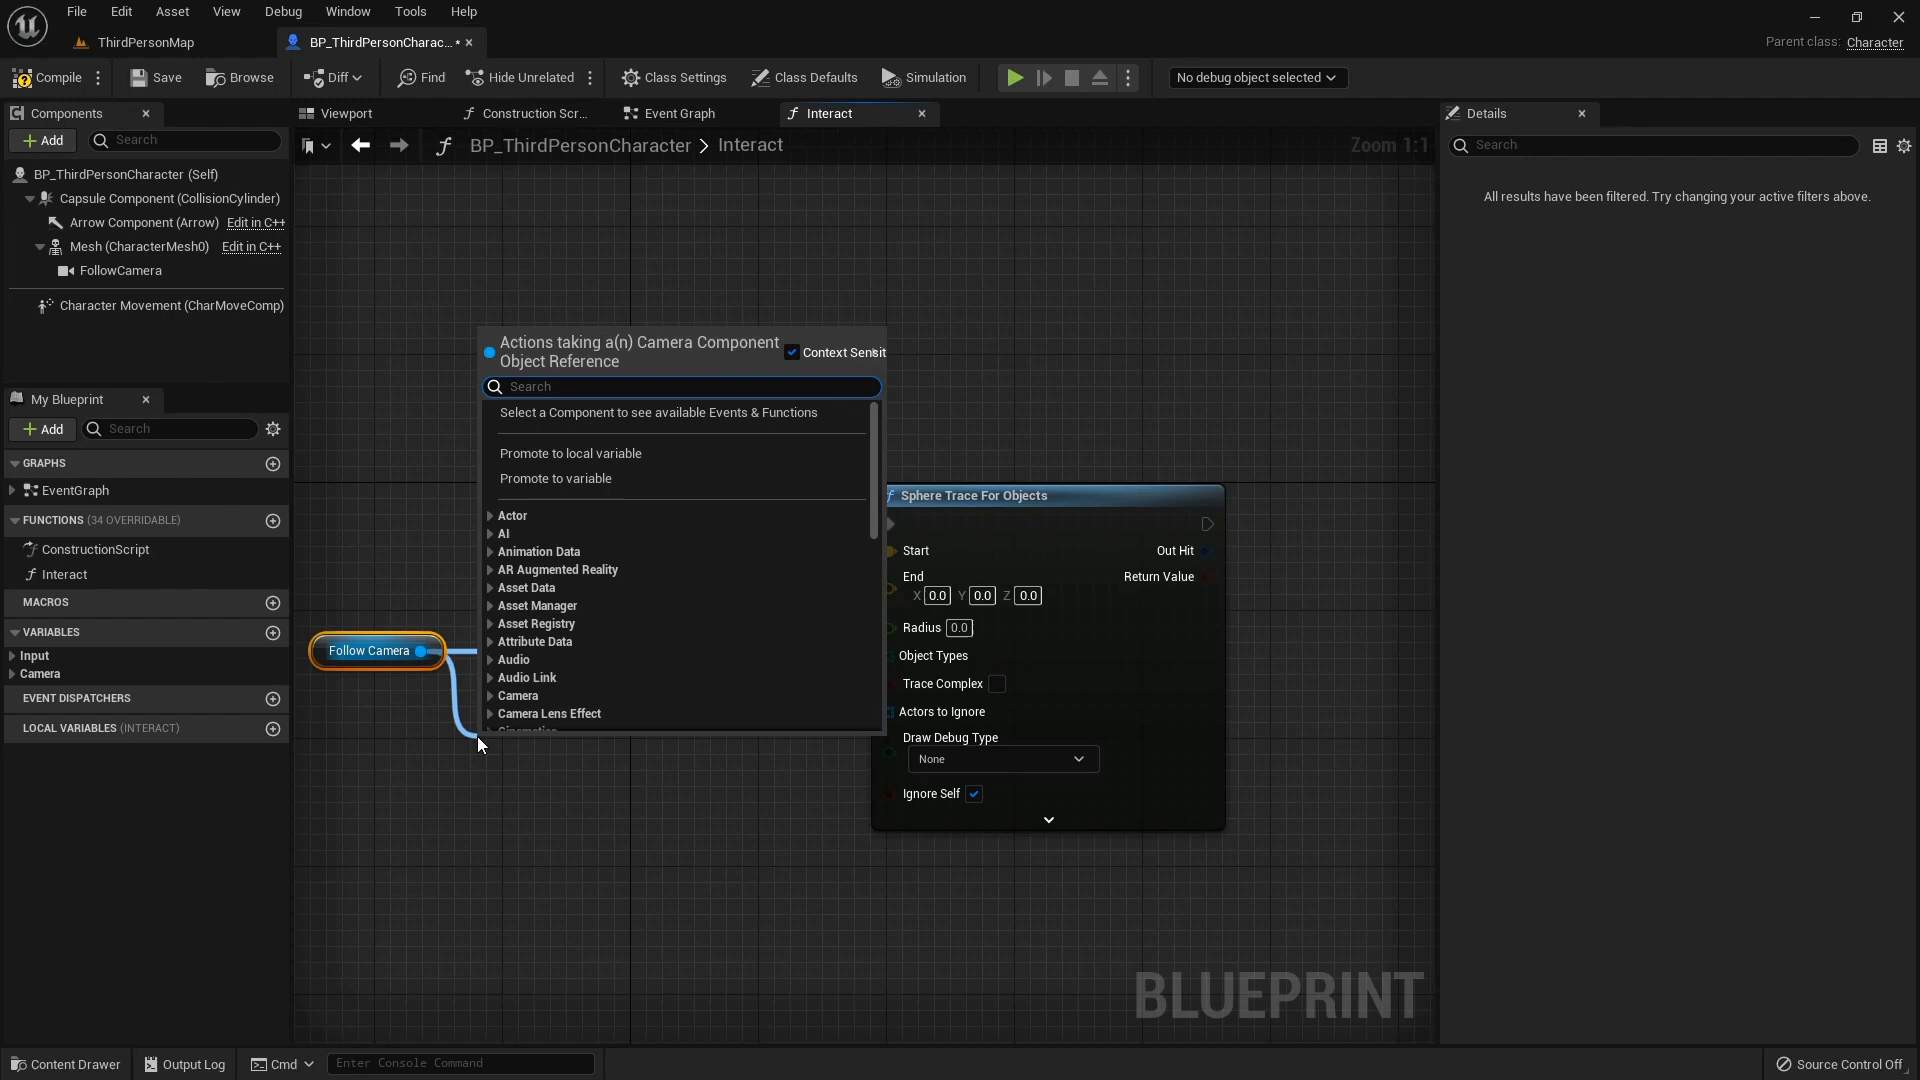 File Edit Asset View Debug Window Tools Help
ThirdPersonMap
BP_ThirdPersonCharac... •
Parent class: Character
Compile
Save
Browse
Diff
Find
Hide Unrelated
Class Settings
Class Defaults
Simulation
No debug object selected
Components
Add
Search
BP_ThirdPersonCharacter (Self)
Capsule Component (CollisionCylinder)
Arrow Component (Arrow) Edit in C++
Mesh (CharacterMesh0) Edit in C++
FollowCamera
Character Movement (CharMoveComp)
My Blueprint
Add
Search
GRAPHS
EventGraph
FUNCTIONS (34 OVERRIDABLE)
ConstructionScript
Interact
MACROS
VARIABLES
Input
Camera
EVENT DISPATCHERS
LOCAL VARIABLES (INTERACT)
Viewport
Construction Scr...
Event Graph
Interact
BP_ThirdPersonCharacter > Interact
Zoom 1:1
Follow Camera
Actions taking a(n) Camera Component
Object Reference
Context Sensit
Search
Select a Component to see available Events & Functions
Promote to local variable
Promote to variable
Actor
AI
Animation Data
AR Augmented Reality
Asset Data
Asset Manager
Asset Registry
Attribute Data
Audio
Audio Link
Camera
Camera Lens Effect
Sphere Trace For Objects
Start
Out Hit
End
Return Value
X 0.0 Y 0.0 Z 0.0
Radius 0.0
Object Types
Trace Complex
Actors to Ignore
Draw Debug Type
None
Ignore Self
BLUEPRINT
Details
Search
All results have been filtered. Try changing your active filters above.
Content Drawer
Output Log
Cmd
Enter Console Command
Source Control Off